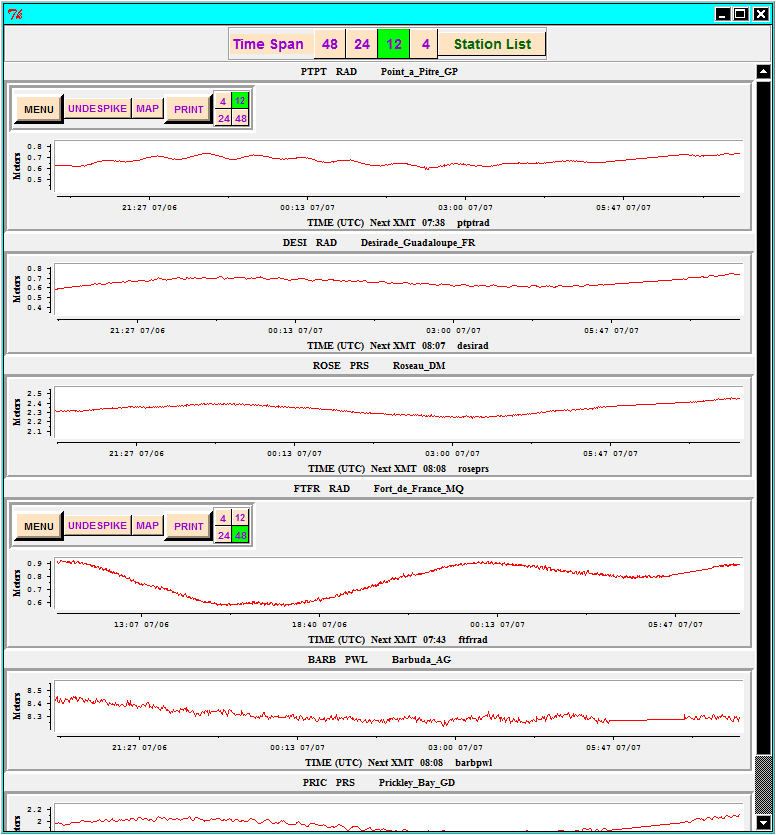 Time Span 48 24 12 4 Station List
PTPT RAD Point_a_Pitre_GP
MENU UNDESPIKE MAP PRINT 4 12 24 48
Meters
0.8
0.7
0.6
0.5
21:27 07/06 00:13 07/07 03:00 07/07 05:47 07/07
TIME (UTC) Next XMT 07:38 ptptrad
DESI RAD Desirade_Guadaloupe_FR
Meters
0.8
0.7
0.6
0.5
0.4
21:27 07/06 00:13 07/07 03:00 07/07 05:47 07/07
TIME (UTC) Next XMT 08:07 desirad
ROSE PRS Roseau_DM
Meters
2.5
2.4
2.3
2.2
2.1
21:27 07/06 00:13 07/07 03:00 07/07 05:47 07/07
TIME (UTC) Next XMT 08:08 roseprs
FTFR RAD Fort_de_France_MQ
MENU UNDESPIKE MAP PRINT 4 12 24 48
Meters
0.9
0.8
0.7
0.6
13:07 07/06 18:40 07/06 00:13 07/07 05:47 07/07
TIME (UTC) Next XMT 07:43 ftfrrad
BARB PWL Barbuda_AG
Meters
8.5
8.4
8.3
21:27 07/06 00:13 07/07 03:00 07/07 05:47 07/07
TIME (UTC) Next XMT 08:08 barbpwl
PRIC PRS Prickley_Bay_GD
2.2
2